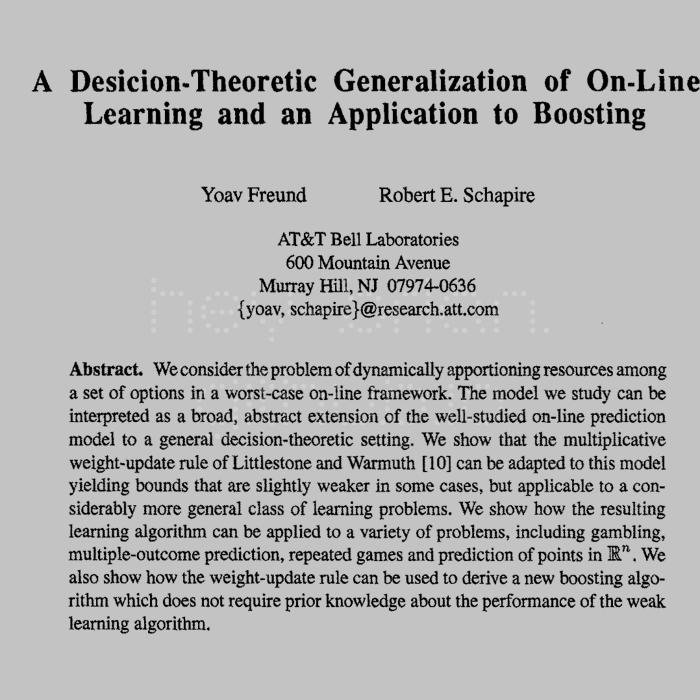 A Desicion-Theoretic Generalization of On-Line
Learning and an Application to Boosting
Yoav Freund Robert E. Schapire
AT&T Bell Laboratories
600 Mountain Avenue
Murray Hill, NJ 07974-0636
{yoav, schapire}@research.att.com
Abstract. We consider the problem of dynamically apportioning resources among
a set of options in a worst-case on-line framework. The model we study can be
interpreted as a broad, abstract extension of the well-studied on-line prediction
model to a general decision-theoretic setting. We show that the multiplicative
weight-update rule of Littlestone and Warmuth [10] can be adapted to this model
yielding bounds that are slightly weaker in some cases, but applicable to a con-
siderably more general class of learning problems. We show how the resulting
learning algorithm can be applied to a variety of problems, including gambling,
multiple-outcome prediction, repeated games and prediction of points in ℝⁿ. We
also show how the weight-update rule can be used to derive a new boosting algo-
rithm which does not require prior knowledge about the performance of the weak
learning algorithm.